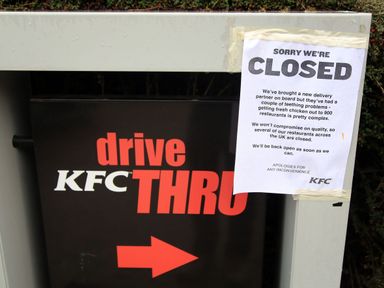 SORRY WE'RE
CLOSED
We've brought a new delivery
partner on board but they've had a
couple of teething problems -
getting fresh chicken out to 900
restaurants is pretty complex.
We won't compromise on quality, so
several of our restaurants across
the UK are closed.
We'll be back open as soon as we
can.
APOLOGIES FOR
ANY INCONVENIENCE
KFC
drive
KFC THRU